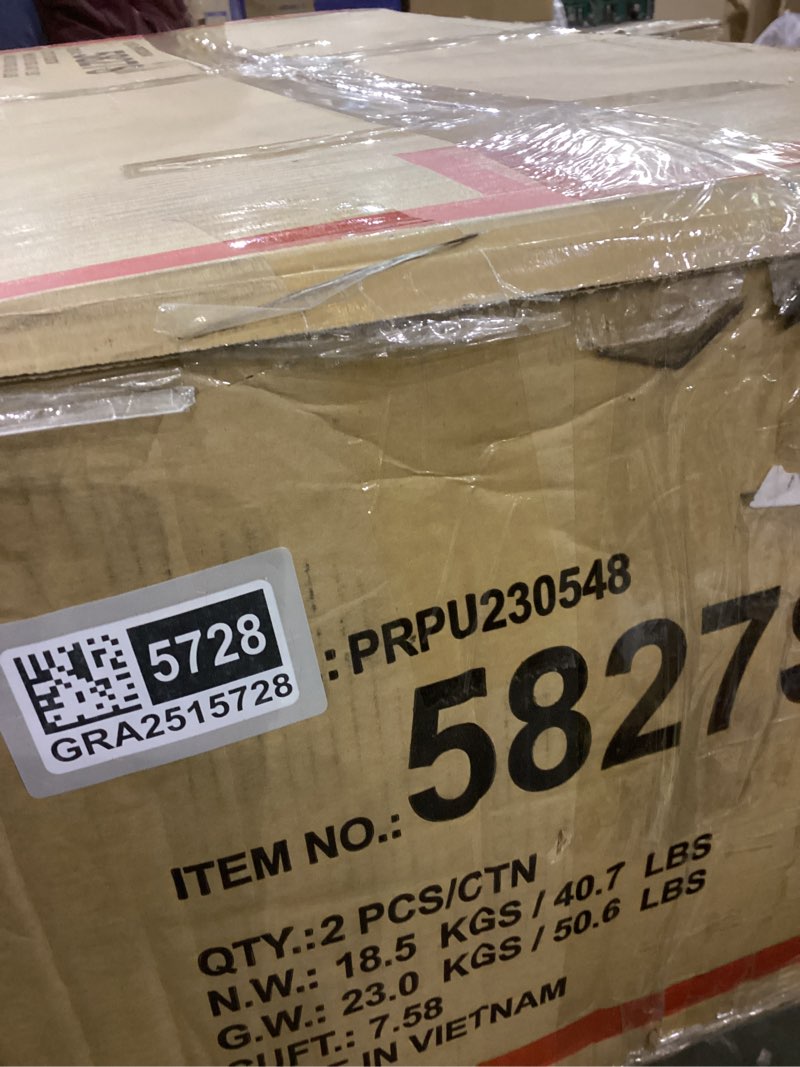 5728
GRA2515728
:PRPU230548
ITEM NO.: 5827
QTY.:2 PCS/CTN
N.W.: 18.5 KGS / 40.7 LBS
G.W.: 23.0 KGS / 50.6 LBS
CUFT.: 7.58
IN VIETNAM